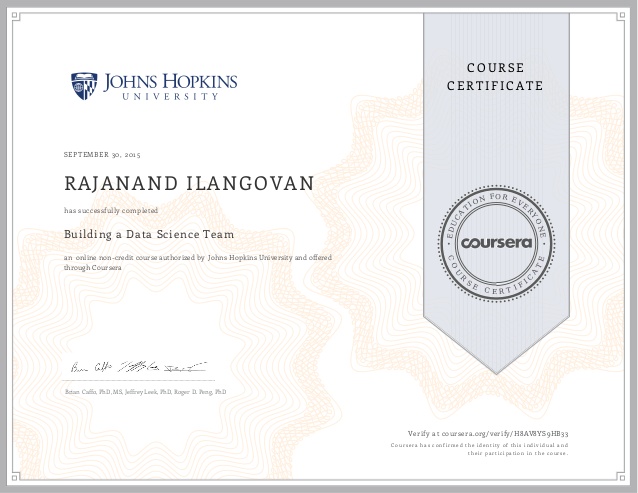 JOHNS HOPKINS
UNIVERSITY
COURSE
CERTIFICATE
SEPTEMBER 30, 2015
RAJANAND ILANGOVAN
has successfully completed
Building a Data Science Team
an online non-credit course authorized by Johns Hopkins University and offered
through Coursera
EDUCATION FOR EVERYONE
coursera
COURSE CERTIFICATE
Brian Caffo, PhD, MS, Jeffrey Leek, PhD, Roger D. Peng, PhD
Verify at coursera.org/verify/H8AV8YS9HB33
Coursera has confirmed the identity of this individual and
their participation in the course.